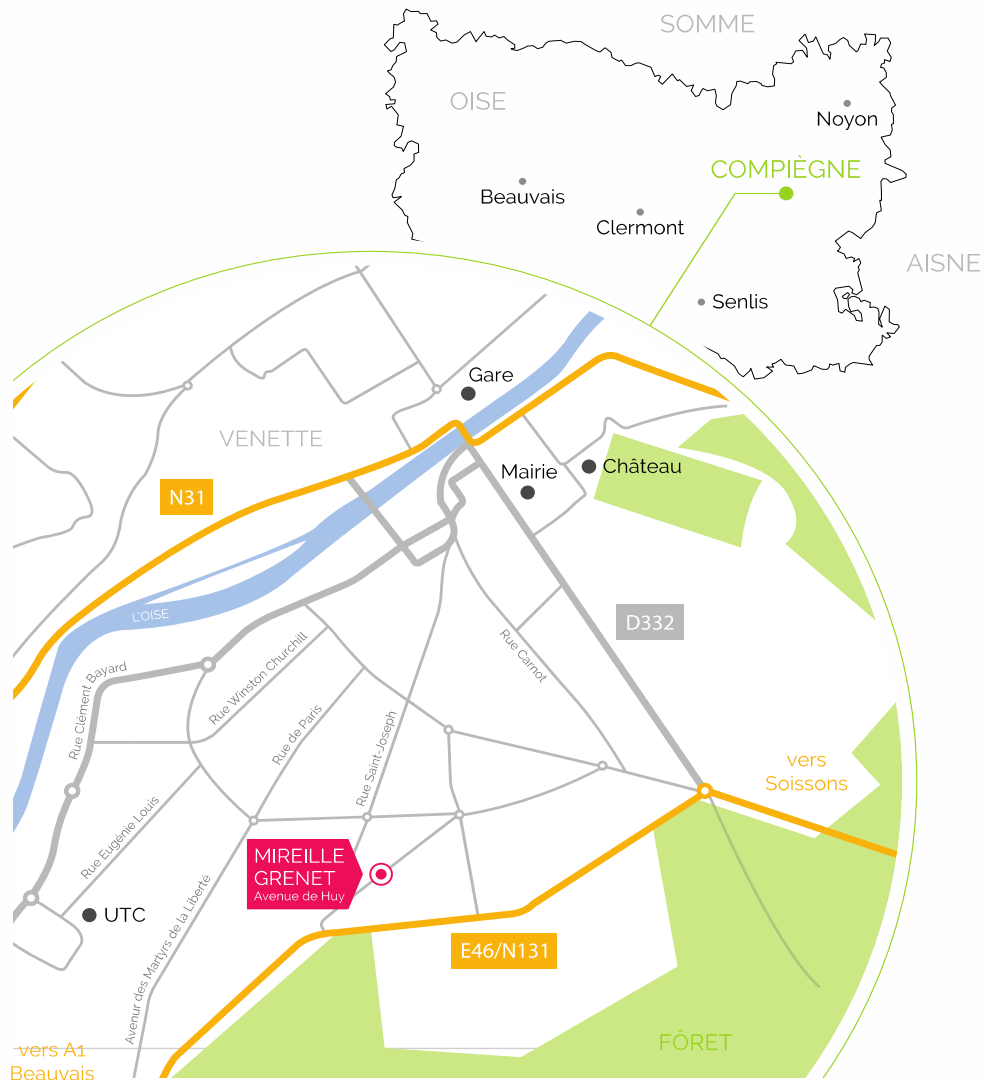 SOMME
OISE
Noyon
COMPIÈGNE
Beauvais
Clermont
AISNE
Senlis
Gare
VENETTE
Mairie
Château
N31
L'OISE
D332
Rue Carnot
Rue Winston Churchill
Rue Clément Bayard
Rue de Paris
Rue Saint-Joseph
vers
Soissons
Rue Eugénie Louis
MIREILLE
GRENET
Avenue de Huy
UTC
Avenur des Martyrs de la Liberté
E46/N131
FÔRET
vers A1
Beauvais